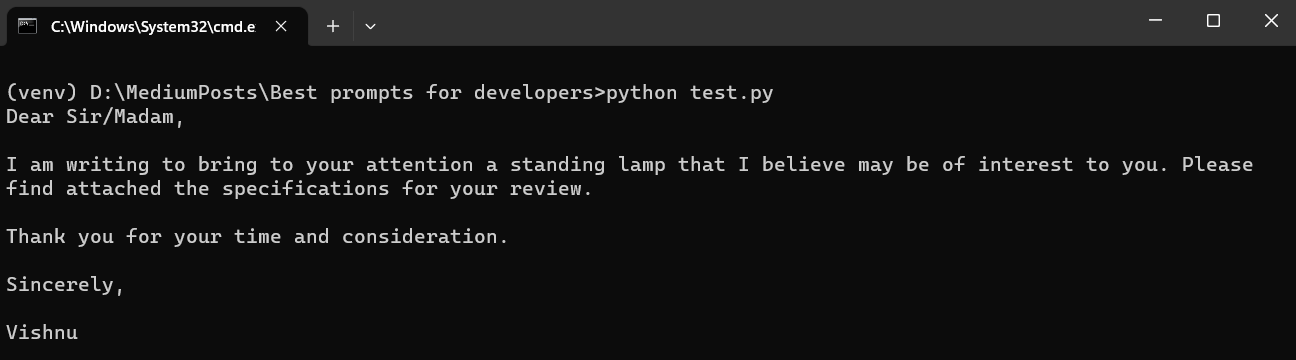 C:\Windows\System32\cmd.e
(venv) D:\MediumPosts\Best prompts for developers>python test.py
Dear Sir/Madam,
I am writing to bring to your attention a standing lamp that I believe may be of interest to you. Please
find attached the specifications for your review.
Thank you for your time and consideration.
Sincerely,
Vishnu